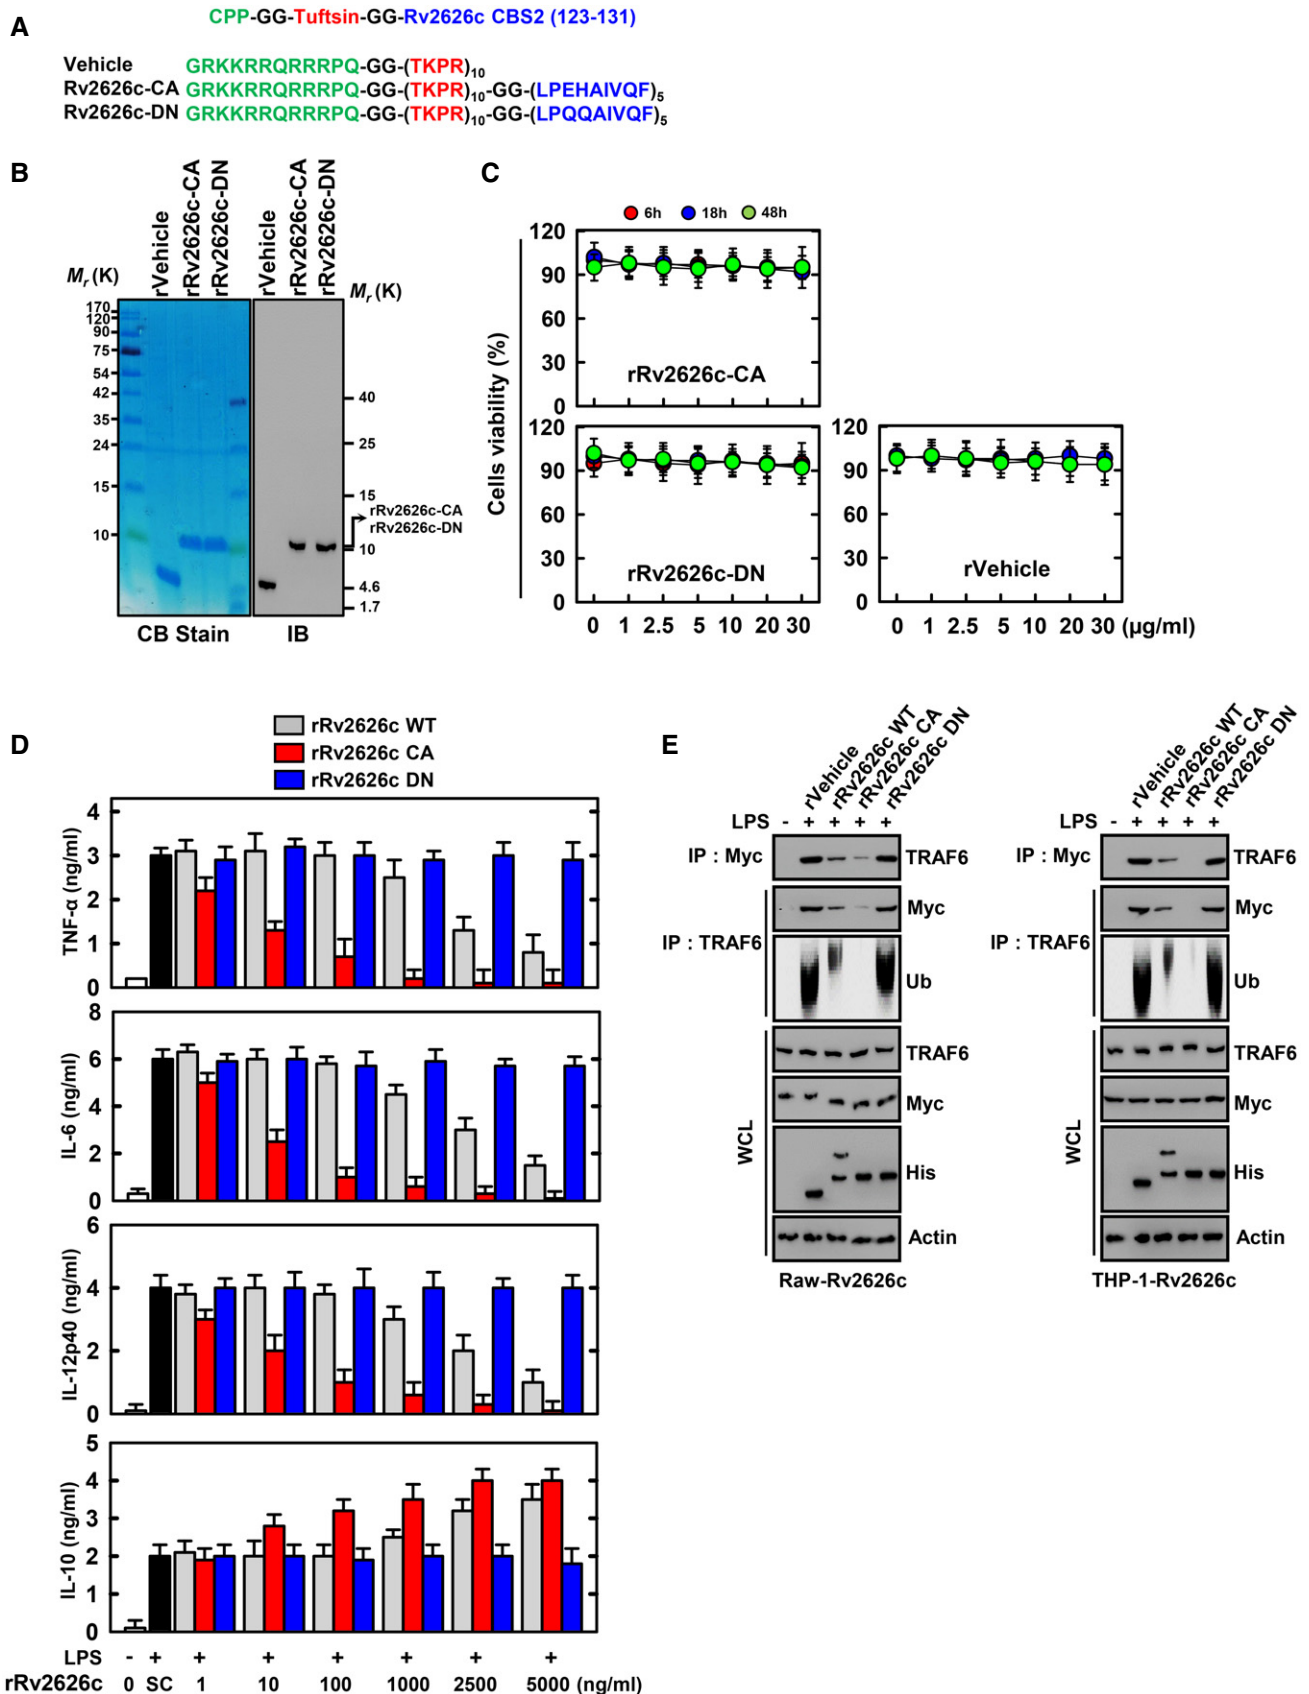 A
CPP-GG-Tuftsin-GG-Rv2626c CBS2 (123-131)
Vehicle GRKKRRQRRRPQ-GG-(TKPR)10
Rv2626c-CA GRKKRRQRRRPQ-GG-(TKPR)10-GG-(LPEHAIVQF)5
Rv2626c-DN GRKKRRQRRRPQ-GG-(TKPR)10-GG-(LPQQAIVQF)5
B
rVehicle rRv2626c-CA rRv2626c-DN rVehicle rRv2626c-CA rRv2626c-DN
Mr (K) Mr (K)
170
120
90
75
54
42
35
24
15
10
40
25
15
rRv2626c-CA
rRv2626c-DN
10
4.6
1.7
CB Stain IB
C
6h 18h 48h
Cells viability (%)
120
90
60
30
0
rRv2626c-CA
120
90
60
30
0
rRv2626c-DN
0 1 2.5 5 10 20 30
120
90
60
30
0
rVehicle
0 1 2.5 5 10 20 30 (µg/ml)
D
rRv2626c WT
rRv2626c CA
rRv2626c DN
TNF-α (ng/ml)
4
3
2
1
0
IL-6 (ng/ml)
8
6
4
2
0
IL-12p40 (ng/ml)
6
4
2
0
IL-10 (ng/ml)
5
4
3
2
1
0
LPS - + + + + + + +
rRv2626c 0 SC 1 10 100 1000 2500 5000 (ng/ml)
E
rVehicle rRv2626c WT rRv2626c CA rRv2626c DN
LPS - + + + +
IP : Myc TRAF6
IP : TRAF6 Myc
Ub
WCL TRAF6
Myc
His
Actin
Raw-Rv2626c
rVehicle rRv2626c WT rRv2626c CA rRv2626c DN
LPS - + + + +
IP : Myc TRAF6
IP : TRAF6 Myc
Ub
WCL TRAF6
Myc
His
Actin
THP-1-Rv2626c